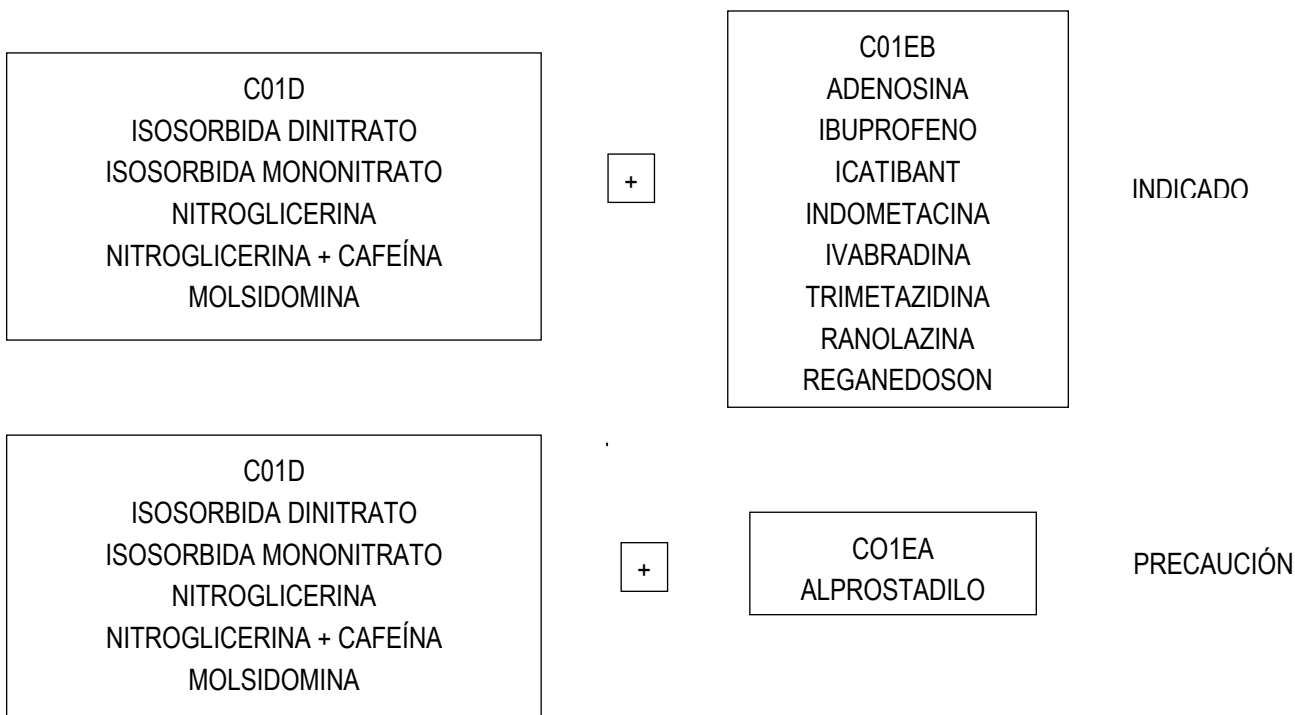 C01D
ISOSORBIDA DINITRATO
ISOSORBIDA MONONITRATO
NITROGLICERINA
NITROGLICERINA + CAFEÍNA
MOLSIDOMINA
+
C01EB
ADENOSINA
IBUPROFENO
ICATIBANT
INDOMETACINA
IVABRADINA
TRIMETAZIDINA
RANOLAZINA
REGANEDOSON
INDICADO
C01D
ISOSORBIDA DINITRATO
ISOSORBIDA MONONITRATO
NITROGLICERINA
NITROGLICERINA + CAFEÍNA
MOLSIDOMINA
+
CO1EA
ALPROSTADILO
PRECAUCIÓN